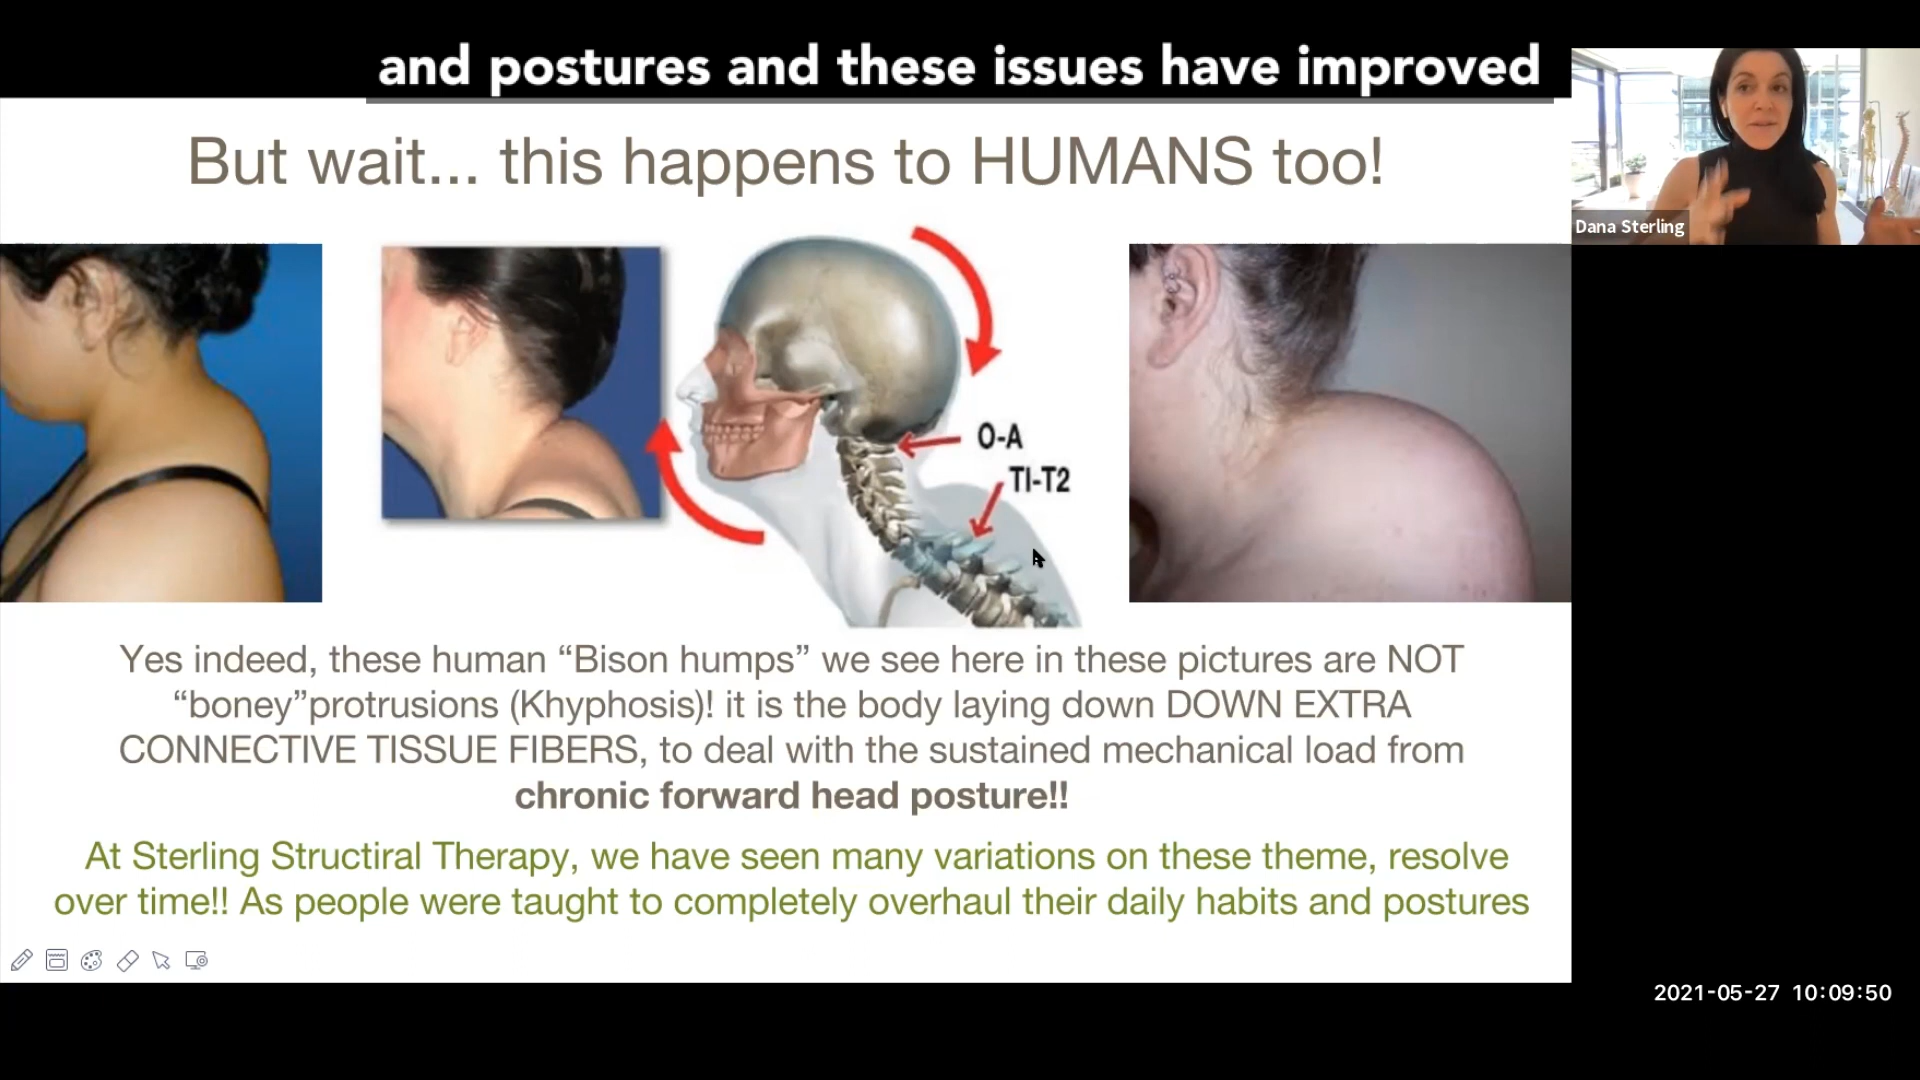 and postures and these issues have improved
But wait... this happens to HUMANS too!
Dana Sterling
O-A
TI-T2
Yes indeed, these human “Bison humps” we see here in these pictures are NOT
“boney”protrusions (Khyphosis)! it is the body laying down DOWN EXTRA
CONNECTIVE TISSUE FIBERS, to deal with the sustained mechanical load from
chronic forward head posture!!
At Sterling Structiral Therapy, we have seen many variations on these theme, resolve
over time!! As people were taught to completely overhaul their daily habits and postures
2021-05-27 10:09:50